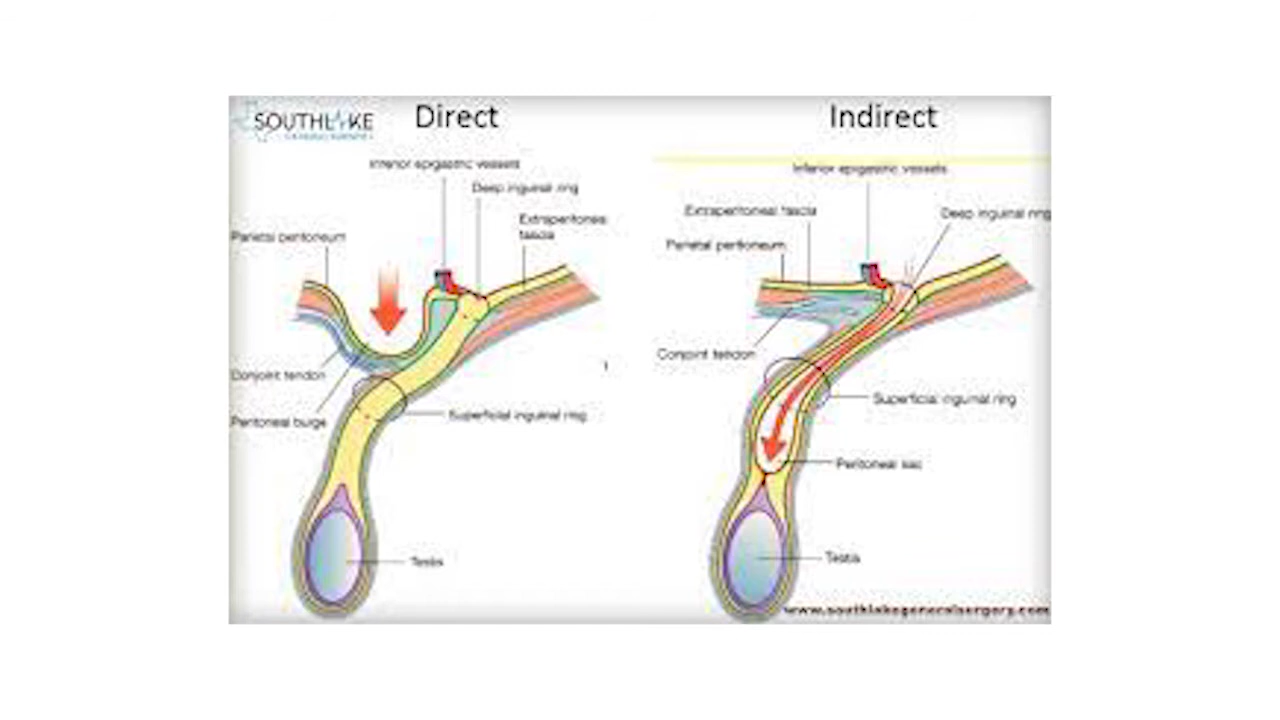 SOUTHLAKE
Direct
Inferior epigastric vessels
Deep inguinal ring
Extraperitoneal
fascia
Parietal peritoneum
Conjoint tendon
Peritoneal bulge
Superficial inguinal ring
Testis
Indirect
Inferior epigastric vessels
Extraperitoneal fascia
Deep inguinal ring
Parietal peritoneum
Conjoint tendon
Superficial inguinal ring
Peritoneal sac
Testis
www.southlakegeneralsurgery.com